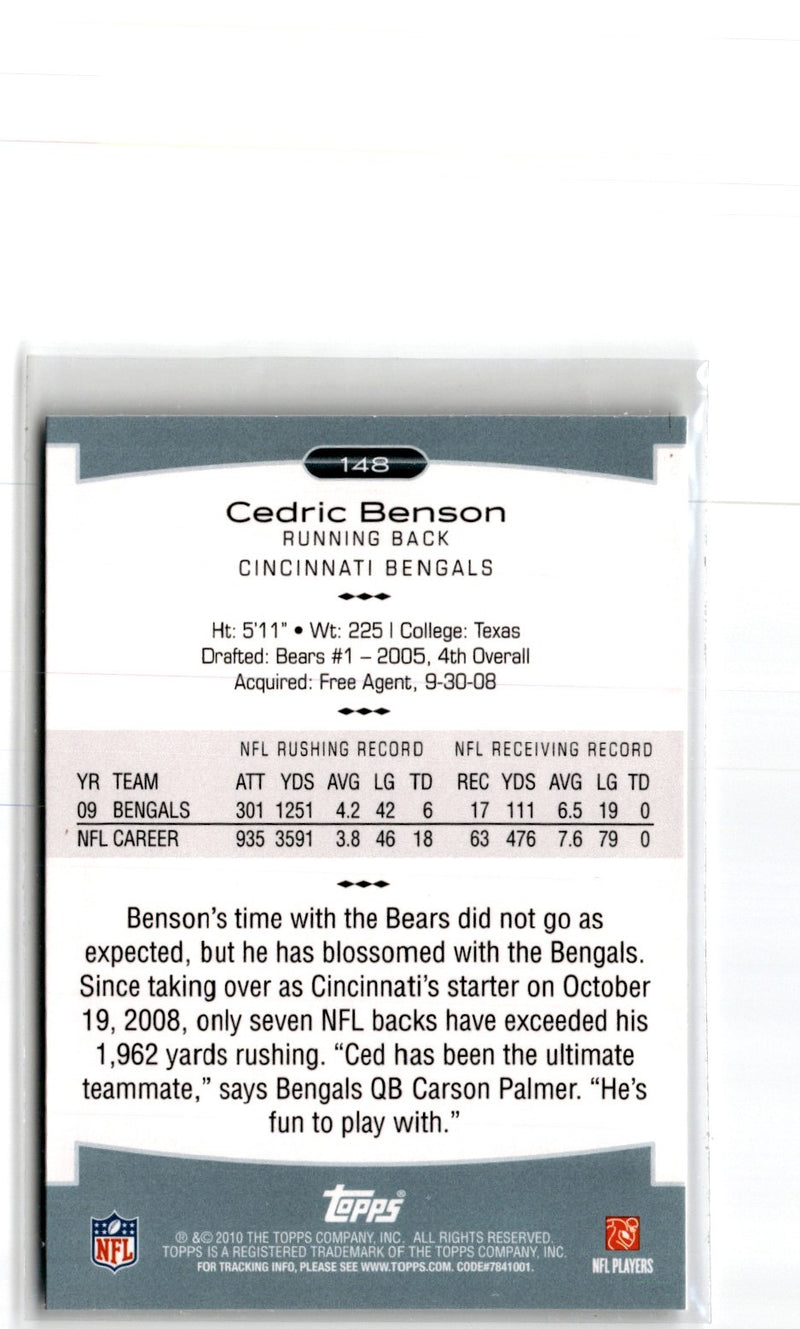 148
Cedric Benson
RUNNING BACK
CINCINNATI BENGALS
Ht: 5'11" • Wt: 225 | College: Texas
Drafted: Bears #1 – 2005, 4th Overall
Acquired: Free Agent, 9-30-08
NFL RUSHING RECORD NFL RECEIVING RECORD
YR TEAM ATT YDS AVG LG TD REC YDS AVG LG TD
09 BENGALS 301 1251 4.2 42 6 17 111 6.5 19 0
NFL CAREER 935 3591 3.8 46 18 63 476 7.6 79 0
Benson's time with the Bears did not go as
expected, but he has blossomed with the Bengals.
Since taking over as Cincinnati's starter on October
19, 2008, only seven NFL backs have exceeded his
1,962 yards rushing. “Ced has been the ultimate
teammate,” says Bengals QB Carson Palmer. “He's
fun to play with.”
topps®
® &© 2010 THE TOPPS COMPANY, INC. ALL RIGHTS RESERVED.
TOPPS IS A REGISTERED TRADEMARK OF THE TOPPS COMPANY, INC.
FOR TRACKING INFO, PLEASE SEE WWW.TOPPS.COM. CODE#7841001.
NFL
NFL PLAYERS